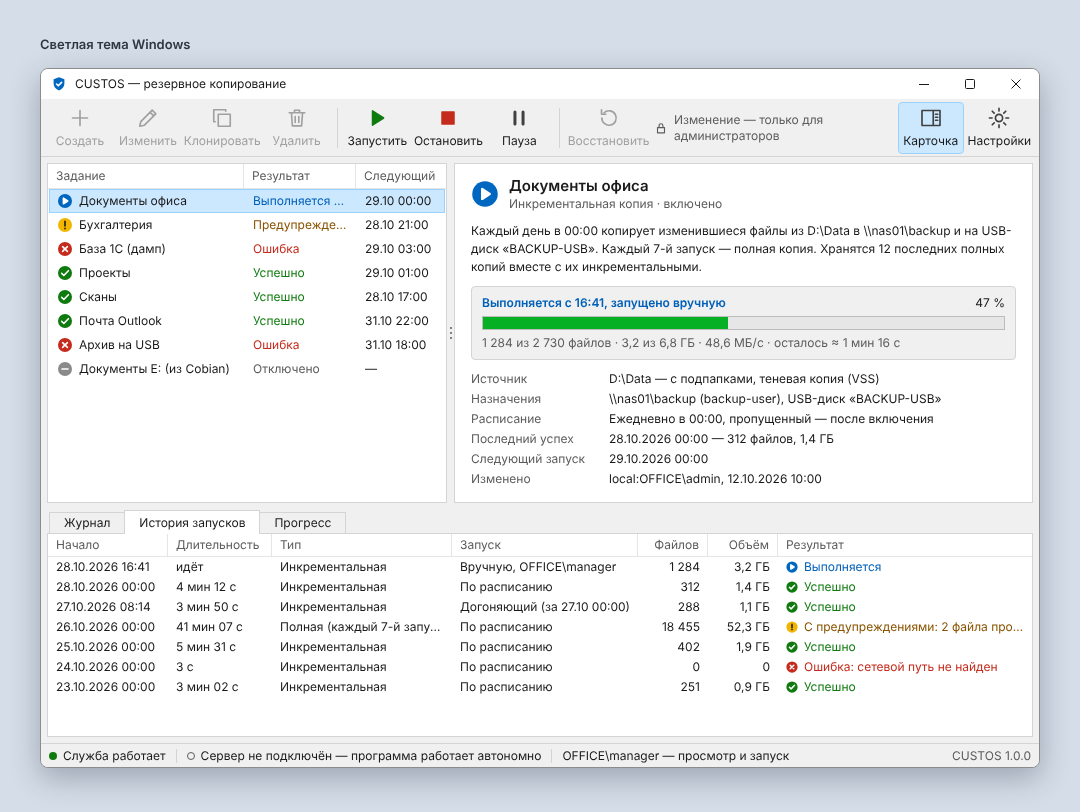 Светлая тема Windows
CUSTOS — резервное копирование
Создать Изменить Клонировать Удалить Запустить Остановить Пауза Восстановить
Изменение — только для
администраторов
Карточка Настройки
Задание Результат Следующий
Документы офиса Выполняется ... 29.10 00:00
Бухгалтерия Предупрежде... 28.10 21:00
База 1С (дамп) Ошибка 29.10 03:00
Проекты Успешно 29.10 01:00
Сканы Успешно 28.10 17:00
Почта Outlook Успешно 31.10 22:00
Архив на USB Ошибка 31.10 18:00
Документы E: (из Cobian) Отключено —
Документы офиса
Инкрементальная копия · включено
Каждый день в 00:00 копирует изменившиеся файлы из D:\Data в \\nas01\backup и на USB-
диск «BACKUP-USB». Каждый 7-й запуск — полная копия. Хранятся 12 последних полных
копий вместе с их инкрементальными.
Выполняется с 16:41, запущено вручную 47 %
1 284 из 2 730 файлов · 3,2 из 6,8 ГБ · 48,6 МБ/с · осталось ≈ 1 мин 16 с
Источник D:\Data — с подпапками, теневая копия (VSS)
Назначения \\nas01\backup (backup-user), USB-диск «BACKUP-USB»
Расписание Ежедневно в 00:00, пропущенный — после включения
Последний успех 28.10.2026 00:00 — 312 файлов, 1,4 ГБ
Следующий запуск 29.10.2026 00:00
Изменено local:OFFICE\admin, 12.10.2026 10:00
Журнал История запусков Прогресс
Начало Длительность Тип Запуск Файлов Объём Результат
28.10.2026 16:41 идёт Инкрементальная Вручную, OFFICE\manager 1 284 3,2 ГБ Выполняется
28.10.2026 00:00 4 мин 12 с Инкрементальная По расписанию 312 1,4 ГБ Успешно
27.10.2026 08:14 3 мин 50 с Инкрементальная Догоняющий (за 27.10 00:00) 288 1,1 ГБ Успешно
26.10.2026 00:00 41 мин 07 с Полная (каждый 7-й запу... По расписанию 18 455 52,3 ГБ С предупреждениями: 2 файла про...
25.10.2026 00:00 5 мин 31 с Инкрементальная По расписанию 402 1,9 ГБ Успешно
24.10.2026 00:00 3 с Инкрементальная По расписанию 0 0 Ошибка: сетевой путь не найден
23.10.2026 00:00 3 мин 02 с Инкрементальная По расписанию 251 0,9 ГБ Успешно
Служба работает Сервер не подключён — программа работает автономно OFFICE\manager — просмотр и запуск CUSTOS 1.0.0